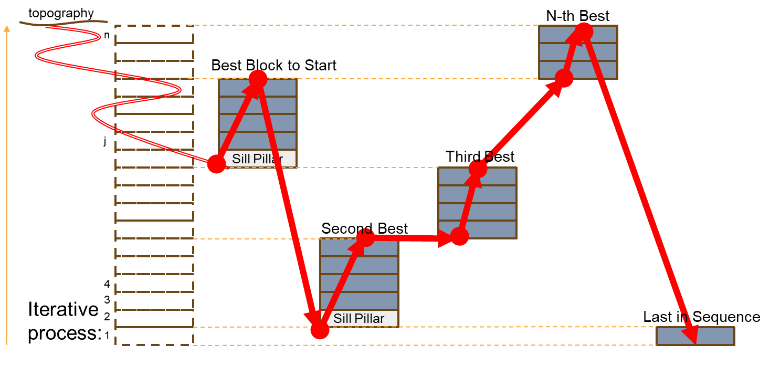 topography
N-th Best
n
Best Block to Start
j
Sill Pillar
Third Best
Second Best
4
3
Iterative
2
Sill Pillar
Last in Sequence
process:
1